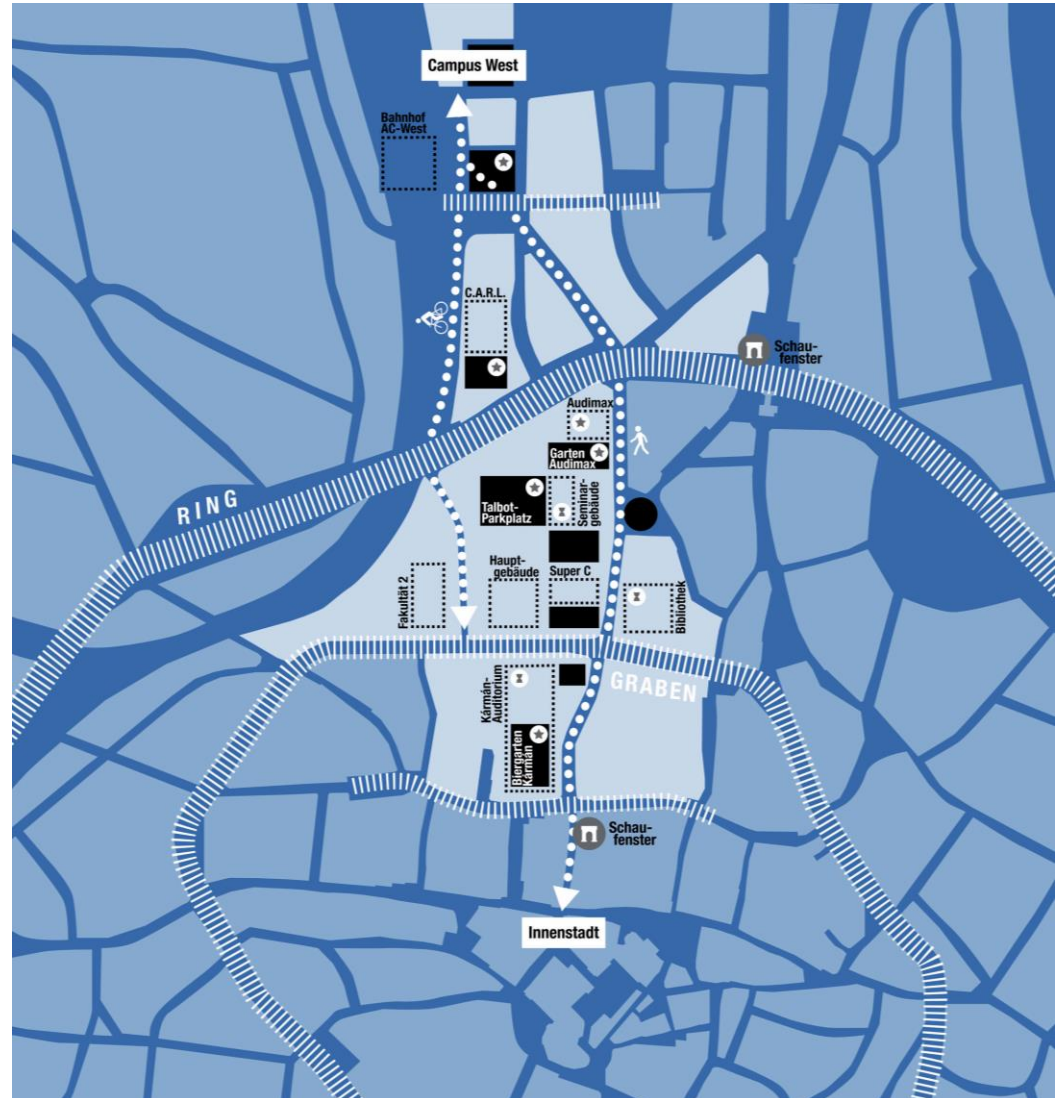 Campus West
Bahnhof
AC-West
C.A.R.L.
Schau-
fenster
Audimax
Garten
Audimax
RING
Talbot-
Parkplatz
Seminar-
gebäude
Haupt-
gebäude
Super C
Fakultät 2
Bibliothek
GRABEN
Kármán-
Auditorium
Biergarten
Kármán
Schau-
fenster
Innenstadt